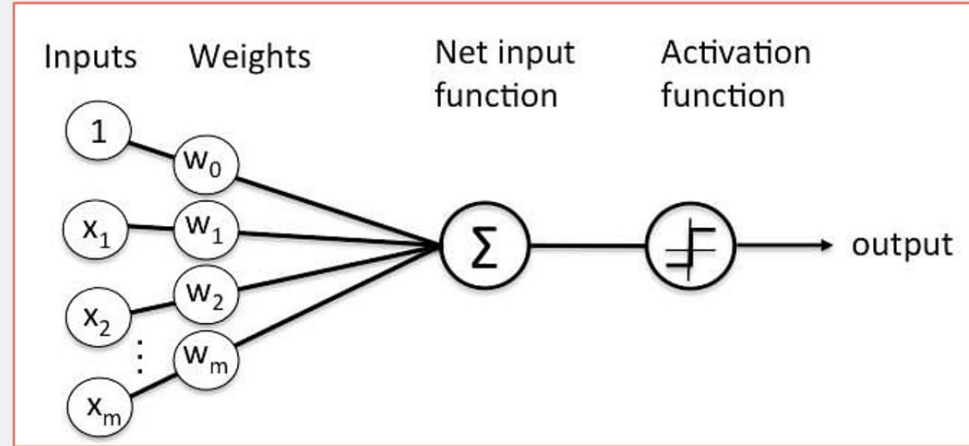 Inputs
Weights
Net input
function
Activation
function
1
w₀
x₁
w₁
x₂
w₂
⋮
xₘ
wₘ
Σ
output